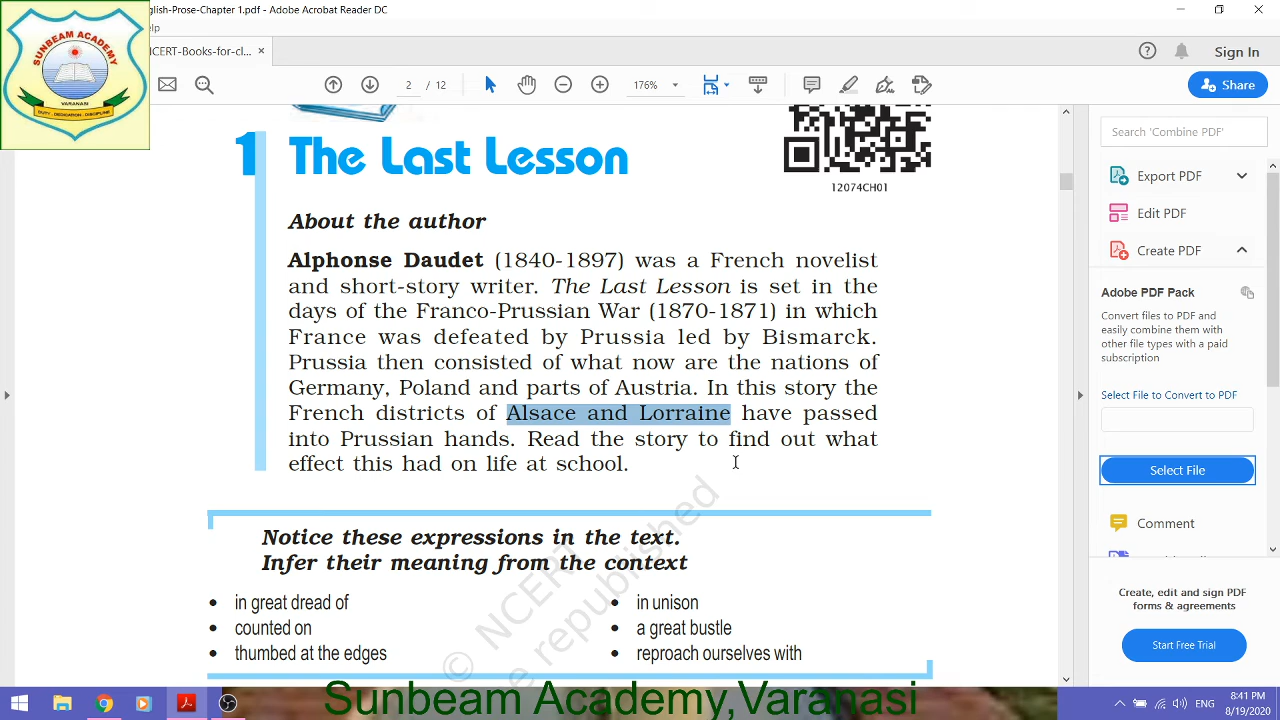 glish-Prose-Chapter 1.pdf - Adobe Acrobat Reader DC
elp
SUNBEAM ACADEMY
VARANASI
DUTY - DEDICATION - DISCIPLINE
NCERT-Books-for-cl... ×
Sign In
2 / 12
176%
Share
1 The Last Lesson
12074CH01
About the author
Alphonse Daudet (1840-1897) was a French novelist
and short-story writer. The Last Lesson is set in the
days of the Franco-Prussian War (1870-1871) in which
France was defeated by Prussia led by Bismarck.
Prussia then consisted of what now are the nations of
Germany, Poland and parts of Austria. In this story the
French districts of Alsace and Lorraine have passed
into Prussian hands. Read the story to find out what
effect this had on life at school.
Notice these expressions in the text.
Infer their meaning from the context
• in great dread of
• counted on
• thumbed at the edges
• in unison
• a great bustle
• reproach ourselves with
© NCERT
e republished
Search 'Combine PDF'
Export PDF
Edit PDF
Create PDF
Adobe PDF Pack
Convert files to PDF and
easily combine them with
other file types with a paid
subscription
Select File to Convert to PDF
Select File
Comment
Create, edit and sign PDF
forms & agreements
Start Free Trial
Sunbeam Academy,Varanasi
ENG
8:41 PM
8/19/2020